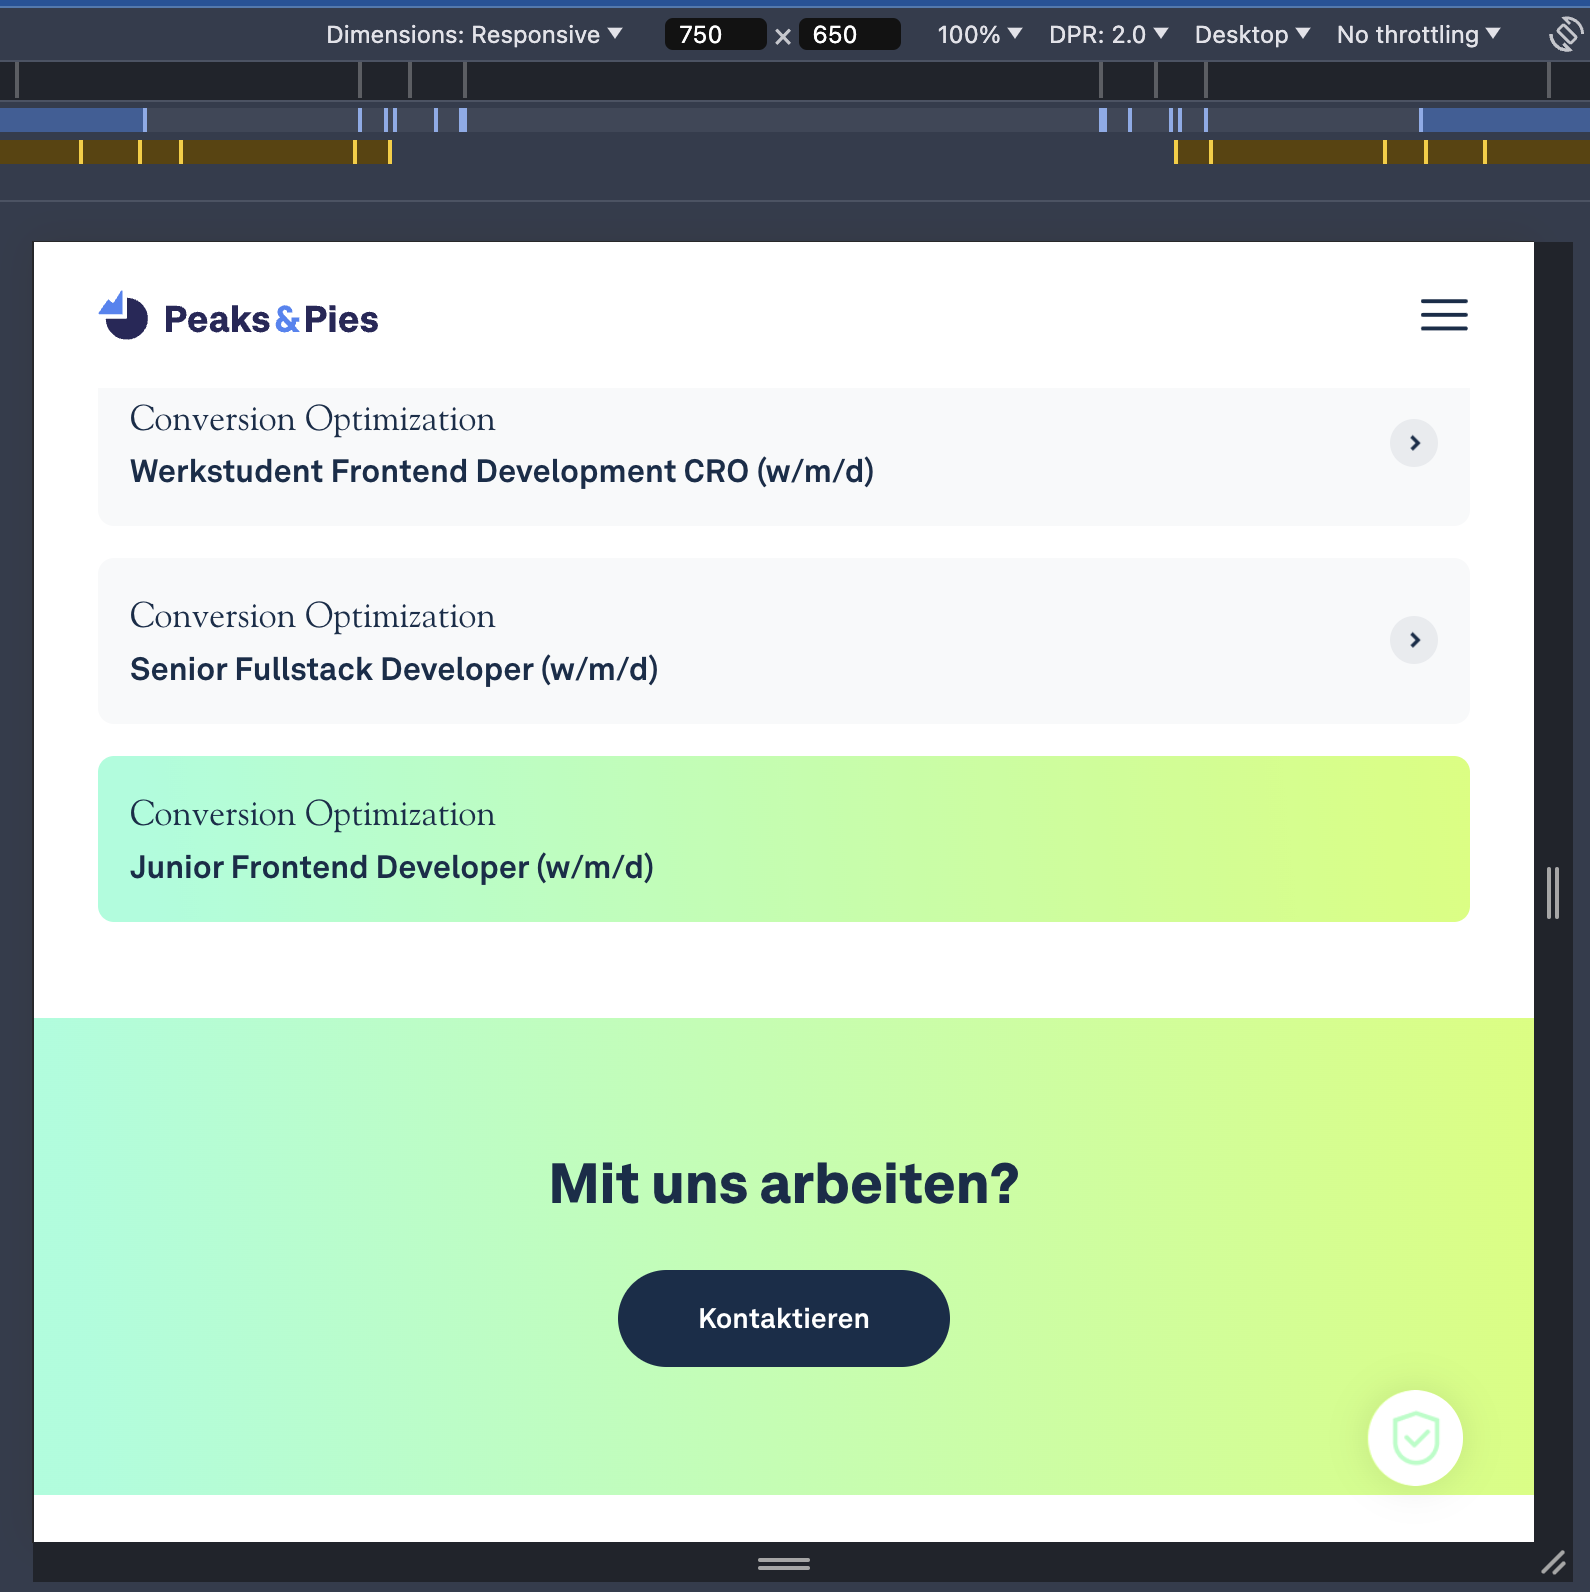 Dimensions: Responsive 750 × 650 100% DPR: 2.0 Desktop No throttling
Peaks&Pies
Conversion Optimization
Werkstudent Frontend Development CRO (w/m/d)
Conversion Optimization
Senior Fullstack Developer (w/m/d)
Conversion Optimization
Junior Frontend Developer (w/m/d)
Mit uns arbeiten?
Kontaktieren